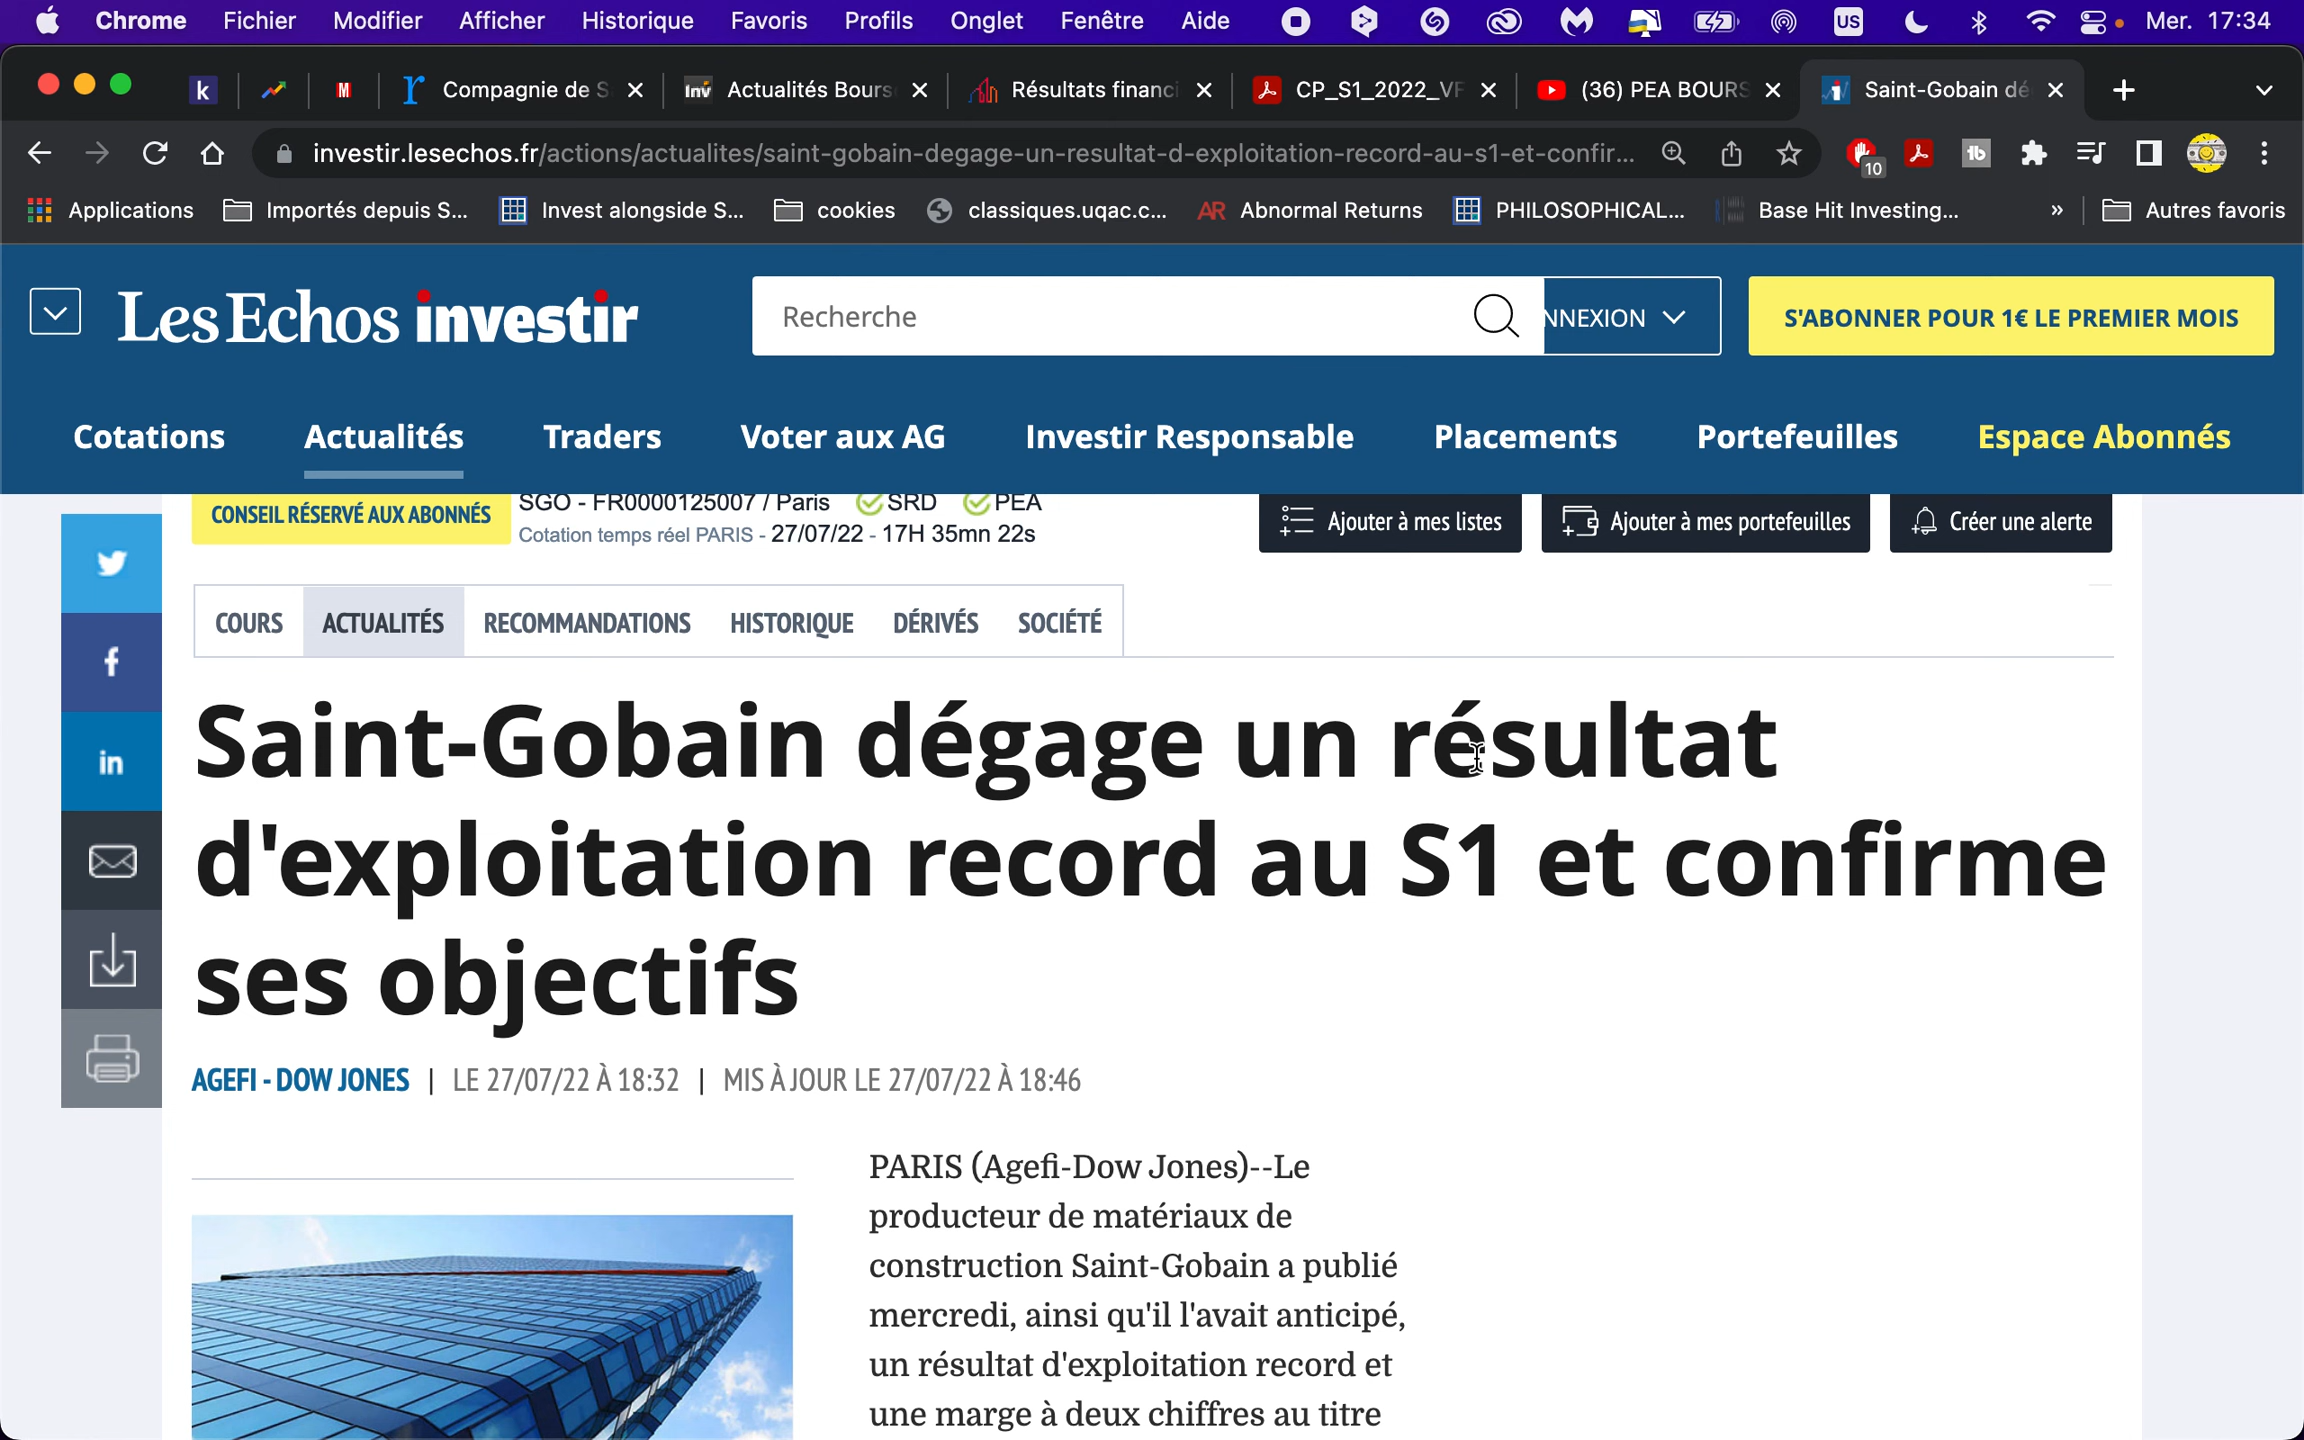 Chrome Fichier Modifier Afficher Historique Favoris Profils Onglet Fenêtre Aide US Mer. 17:34
k M Compagnie de S Inv Actualités Bours Résultats financi CP_S1_2022_VF (36) PEA BOURS Saint-Gobain dé
investir.lesechos.fr/actions/actualites/saint-gobain-degage-un-resultat-d-exploitation-record-au-s1-et-confir... 10 tb
Applications Importés depuis S... Invest alongside S... cookies classiques.uqac.c... AR Abnormal Returns PHILOSOPHICAL... Base Hit Investing... » Autres favoris
Les Echos investir Recherche NNEXION S'ABONNER POUR 1€ LE PREMIER MOIS
Cotations Actualités Traders Voter aux AG Investir Responsable Placements Portefeuilles Espace Abonnés
CONSEIL RÉSERVÉ AUX ABONNÉS SGO - FR0000125007 / Paris SRD PEA
Cotation temps réel PARIS - 27/07/22 - 17H 35mn 22s
Ajouter à mes listes Ajouter à mes portefeuilles Créer une alerte
COURS ACTUALITÉS RECOMMANDATIONS HISTORIQUE DÉRIVÉS SOCIÉTÉ
Saint-Gobain dégage un résultat
d'exploitation record au S1 et confirme
ses objectifs
AGEFI - DOW JONES | LE 27/07/22 À 18:32 | MIS À JOUR LE 27/07/22 À 18:46
PARIS (Agefi-Dow Jones)--Le
producteur de matériaux de
construction Saint-Gobain a publié
mercredi, ainsi qu'il l'avait anticipé,
un résultat d'exploitation record et
une marge à deux chiffres au titre